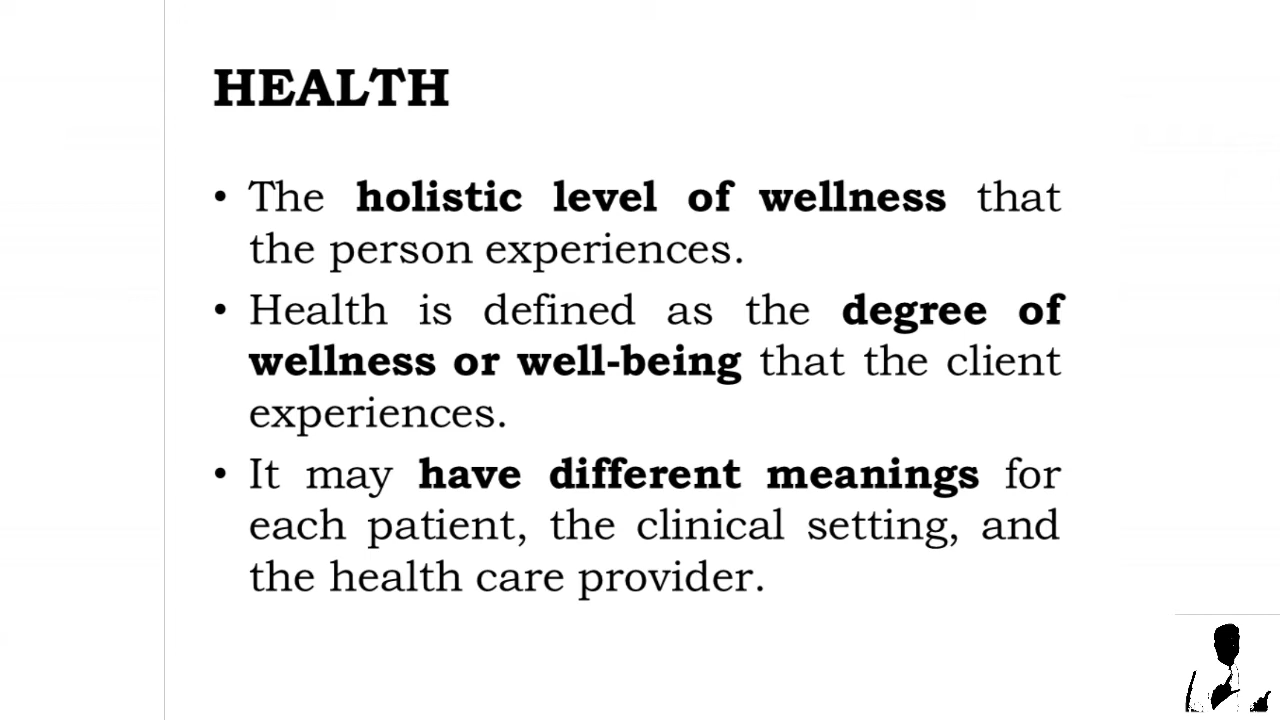 HEALTH
• The holistic level of wellness that
the person experiences.
• Health is defined as the degree of
wellness or well-being that the client
experiences.
• It may have different meanings for
each patient, the clinical setting, and
the health care provider.